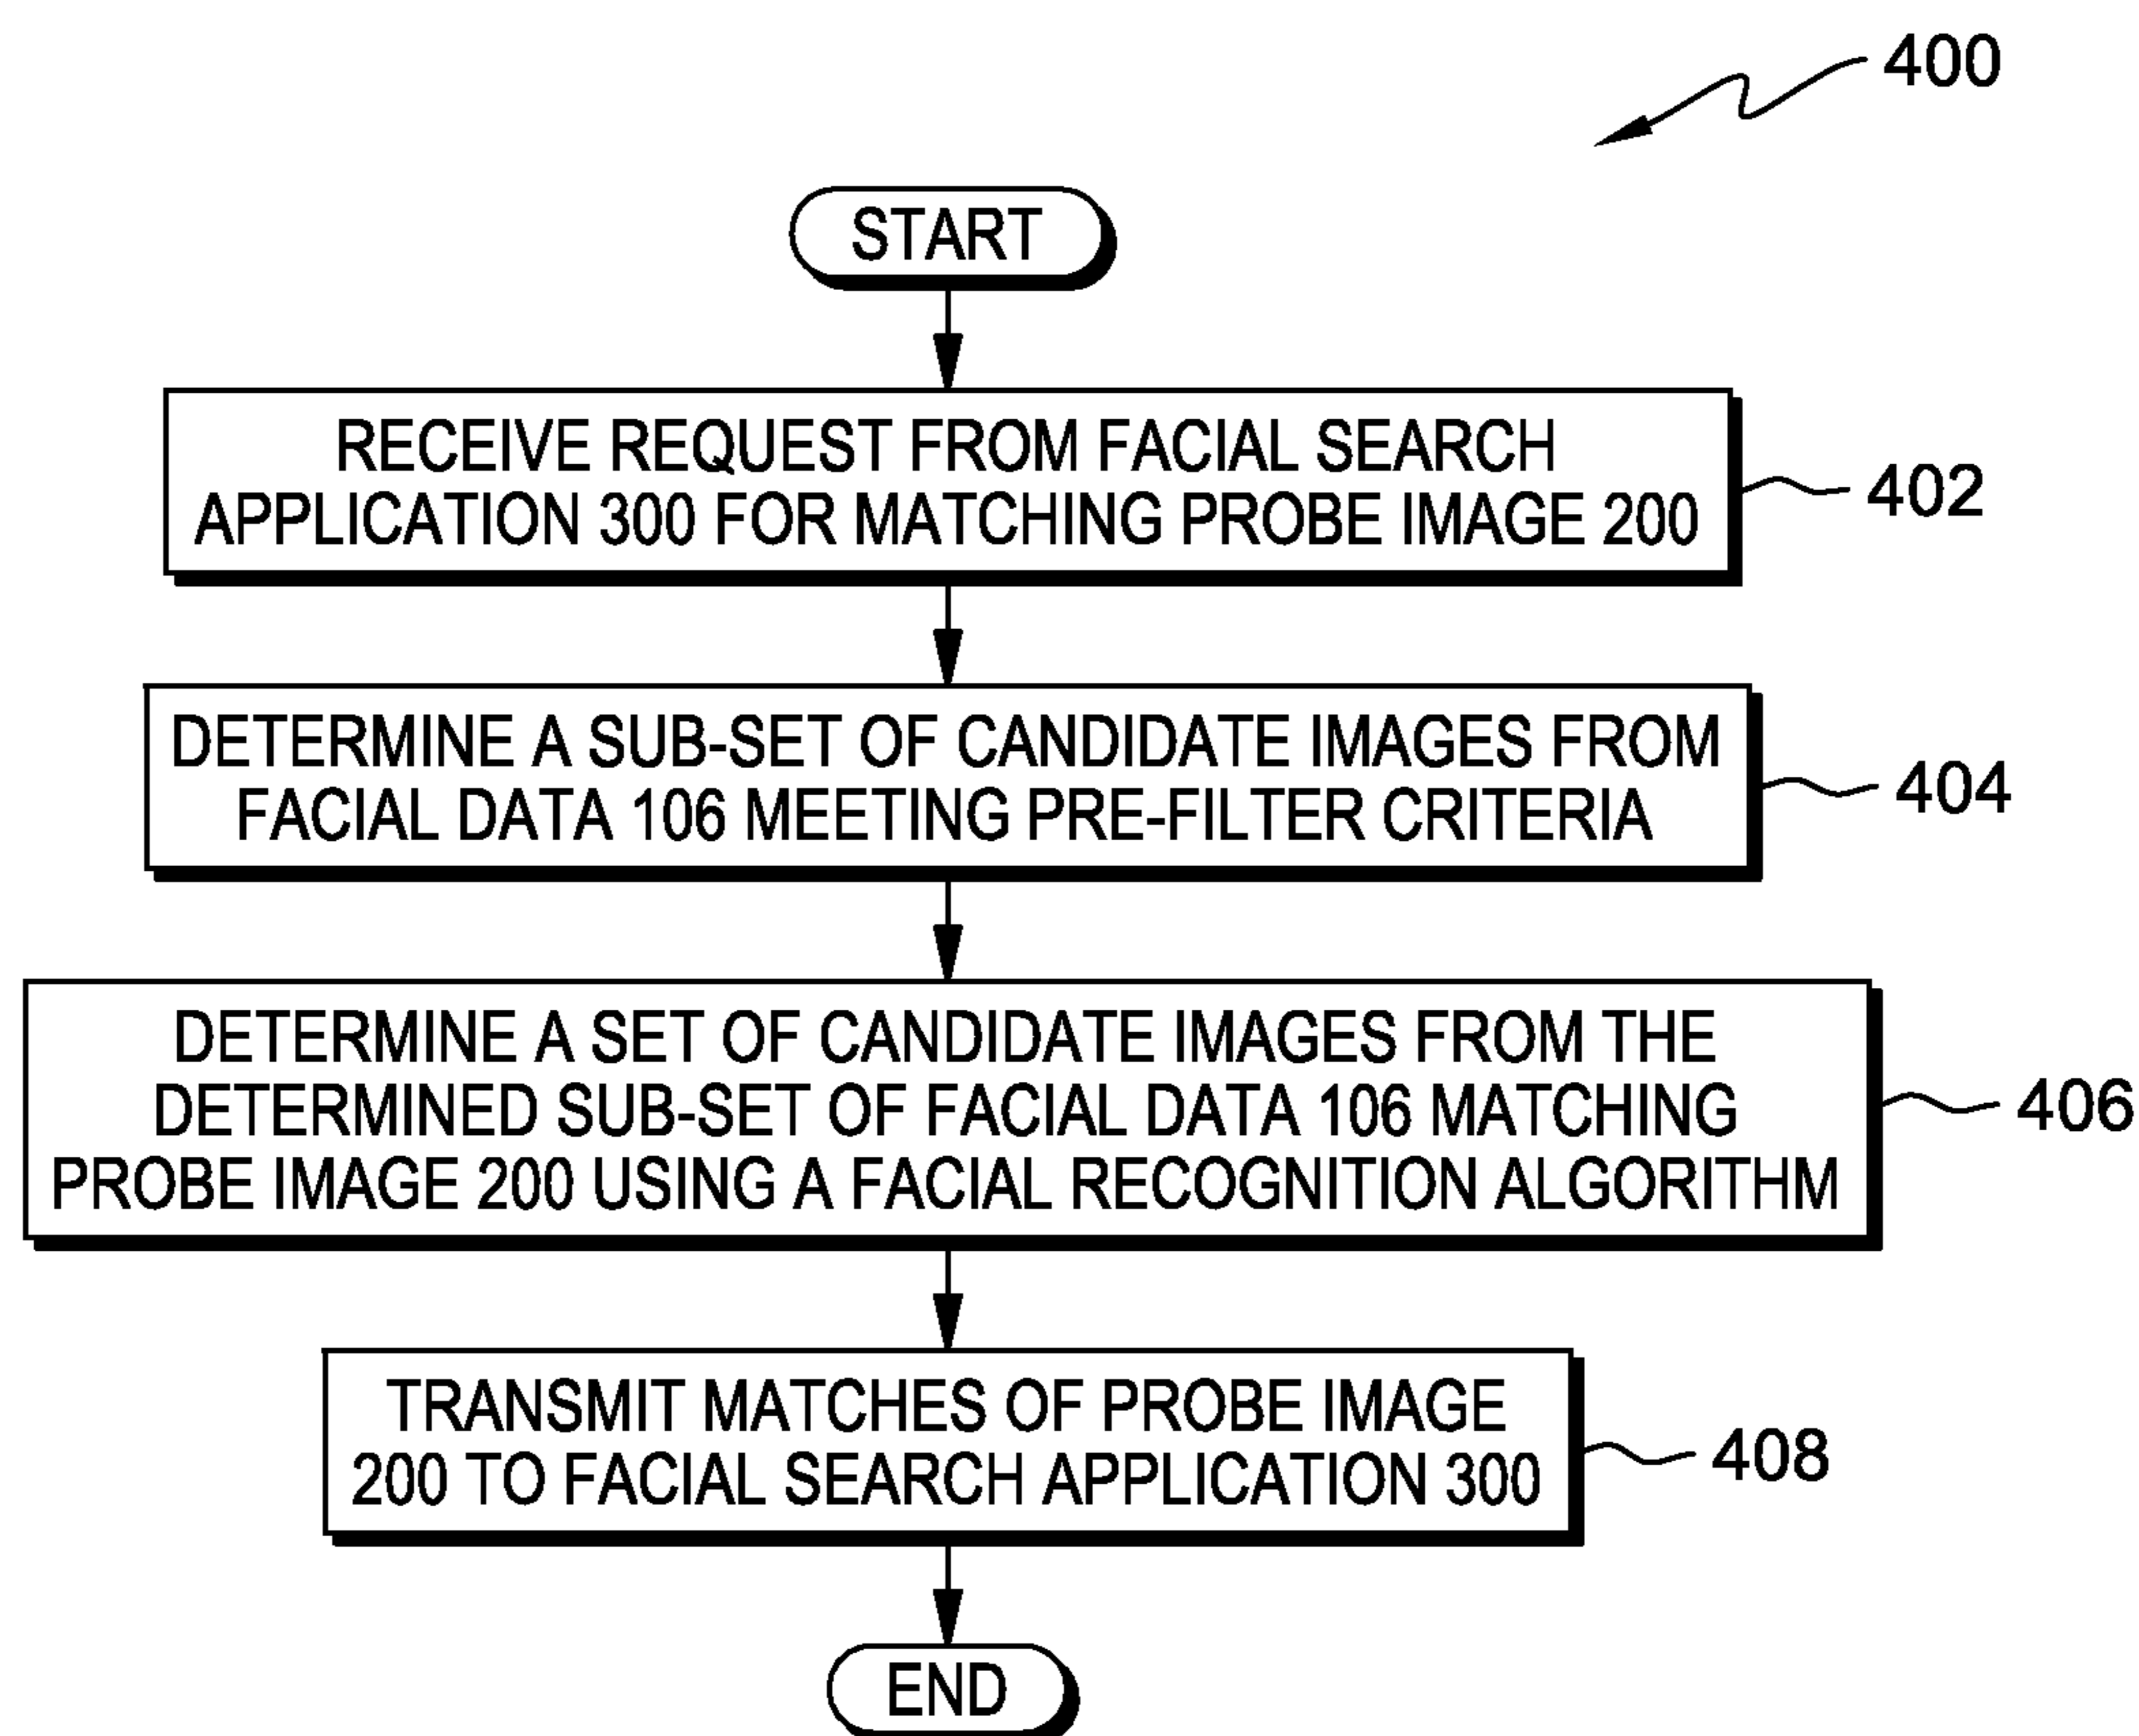 400
START
RECEIVE REQUEST FROM FACIAL SEARCH
APPLICATION 300 FOR MATCHING PROBE IMAGE 200
402
DETERMINE A SUB-SET OF CANDIDATE IMAGES FROM
FACIAL DATA 106 MEETING PRE-FILTER CRITERIA
404
DETERMINE A SET OF CANDIDATE IMAGES FROM THE
DETERMINED SUB-SET OF FACIAL DATA 106 MATCHING
PROBE IMAGE 200 USING A FACIAL RECOGNITION ALGORITHM
406
TRANSMIT MATCHES OF PROBE IMAGE
200 TO FACIAL SEARCH APPLICATION 300
408
END